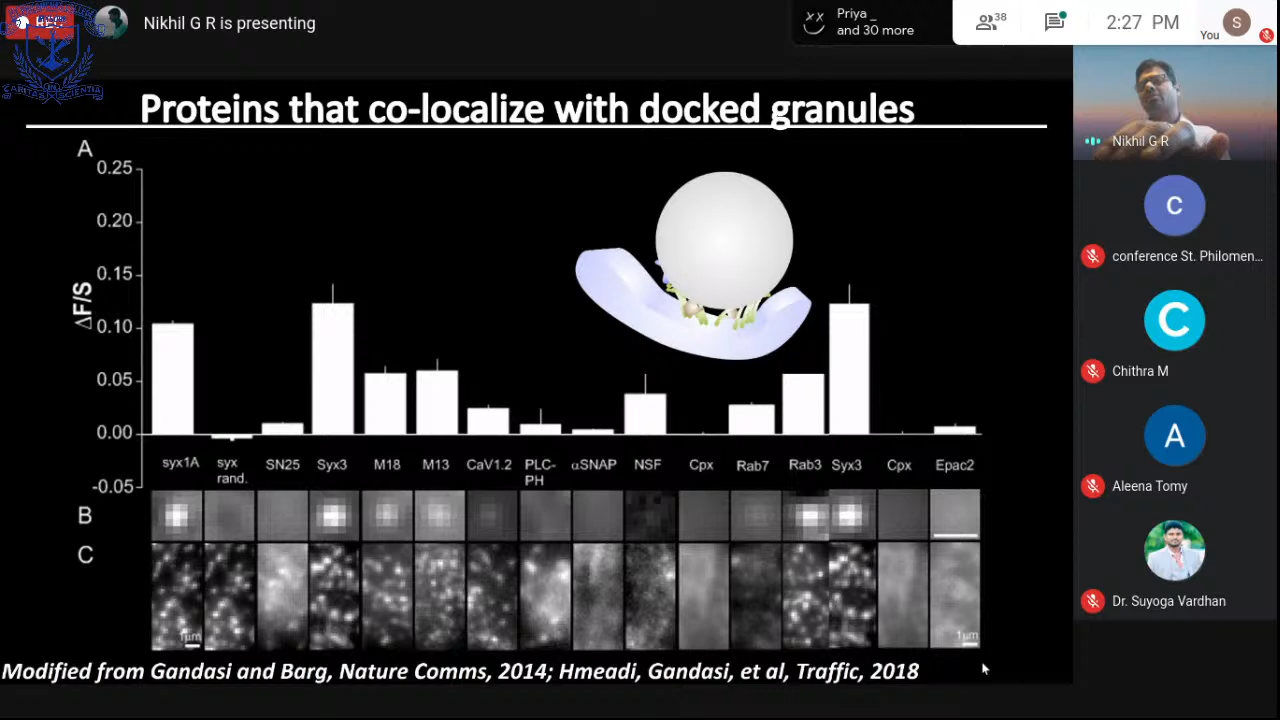 REC
CARITAS SCIENTIA
Nikhil G R is presenting
Priya _
and 30 more
38
2:27 PM
You
S
Proteins that co-localize with docked granules
A
ΔF/S
0.25
0.20
0.15
0.10
0.05
0.00
-0.05
syx1A
syx rand.
SN25
Syx3
M18
M13
CaV1.2
PLC-PH
αSNAP
NSF
Cpx
Rab7
Rab3
Syx3
Cpx
Epac2
B
C
1µm
1µm
Modified from Gandasi and Barg, Nature Comms, 2014; Hmeadi, Gandasi, et al, Traffic, 2018
Nikhil G R
C
conference St. Philomen...
C
Chithra M
A
Aleena Tomy
Dr. Suyoga Vardhan